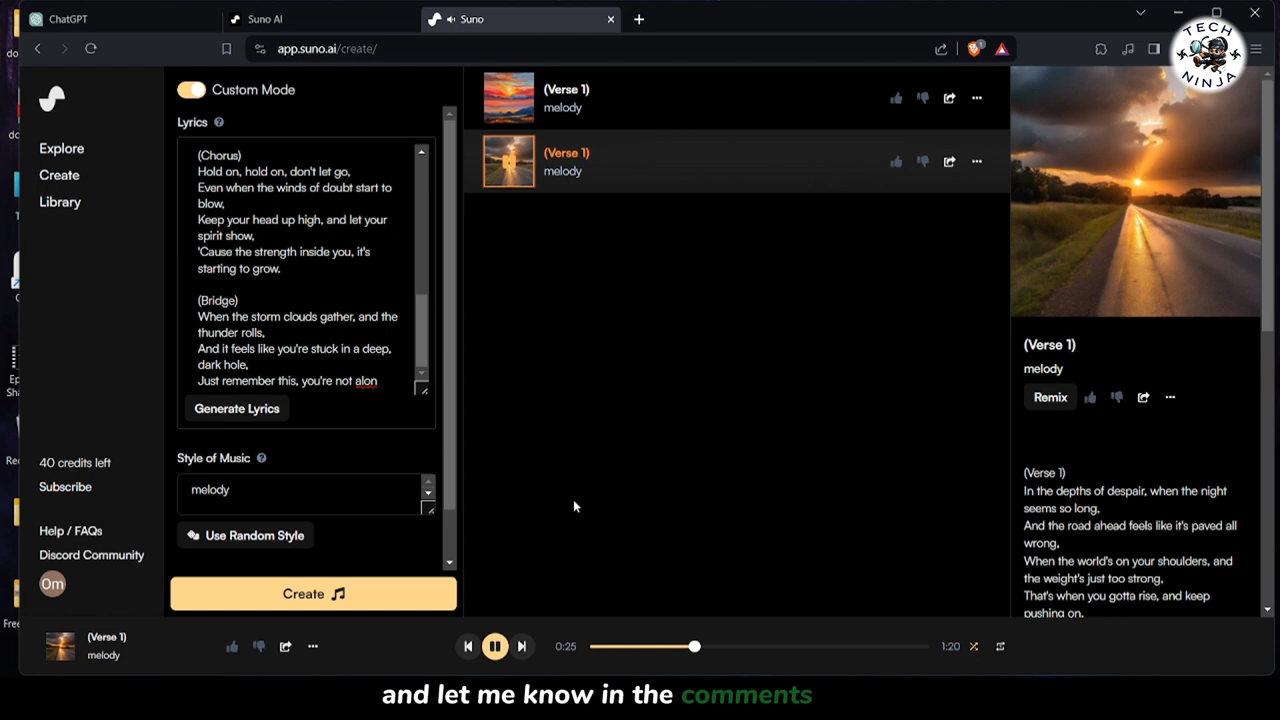 ChatGPT
Suno AI
Suno
app.suno.ai/create/
TECH
NINJA
Explore
Create
Library
40 credits left
Subscribe
Help / FAQs
Discord Community
Om
Custom Mode
Lyrics
(Chorus)
Hold on, hold on, don't let go,
Even when the winds of doubt start to
blow,
Keep your head up high, and let your
spirit show,
'Cause the strength inside you, it's
starting to grow.
(Bridge)
When the storm clouds gather, and the
thunder rolls,
And it feels like you're stuck in a deep,
dark hole,
Just remember this, you're not alon
Generate Lyrics
Style of Music
melody
Use Random Style
Create
(Verse 1)
melody
(Verse 1)
melody
(Verse 1)
melody
Remix
(Verse 1)
In the depths of despair, when the night
seems so long,
And the road ahead feels like it's paved all
wrong,
When the world's on your shoulders, and
the weight's just too strong,
That's when you gotta rise, and keep
pushing on.
(Verse 1)
melody
0:25
1:20
and let me know in the comments